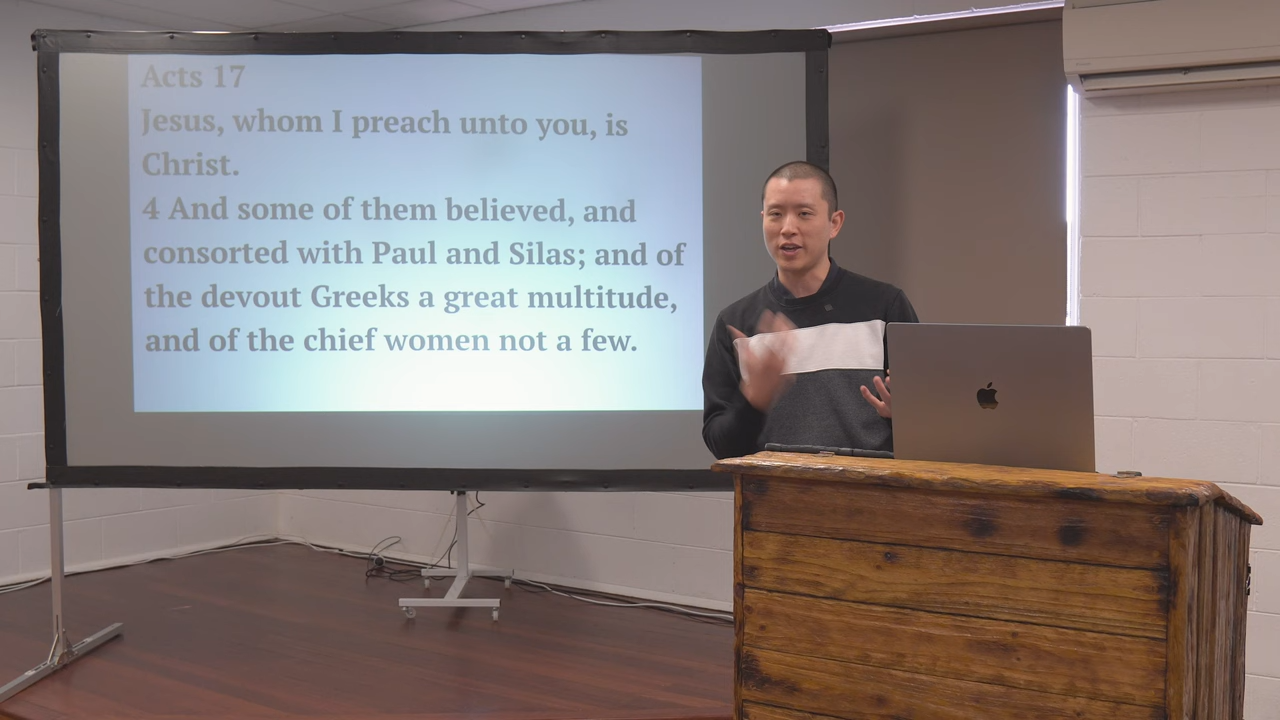 Acts 17
Jesus, whom I preach unto you, is
Christ.
4 And some of them believed, and
consorted with Paul and Silas; and of
the devout Greeks a great multitude,
and of the chief women not a few.